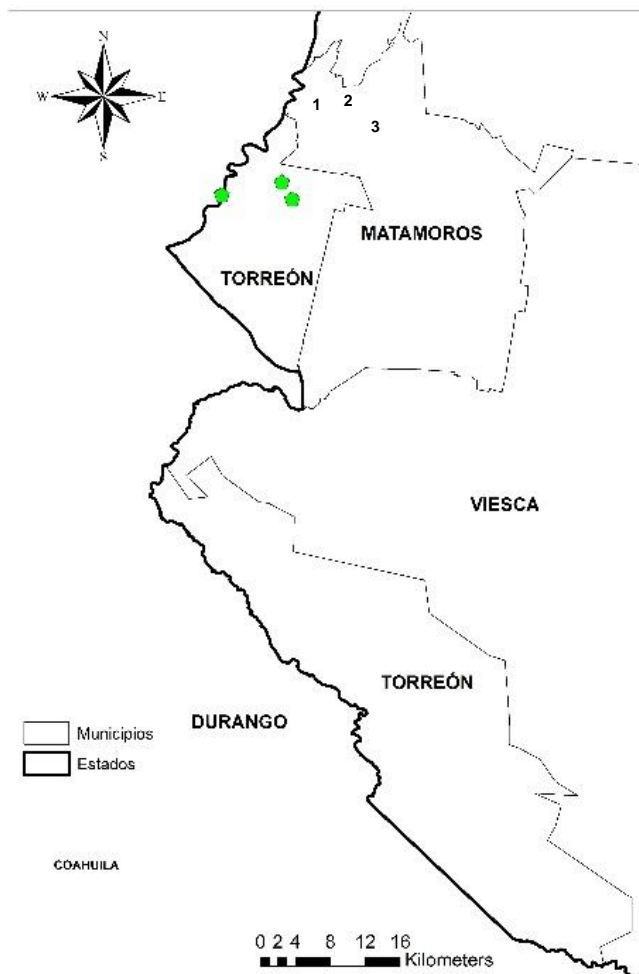 N
W E
S
1 2
3
MATAMOROS
TORREÓN
VIESCA
TORREÓN
DURANGO
Municipios
Estados
COAHUILA
0 2 4 8 12 16
Kilometers